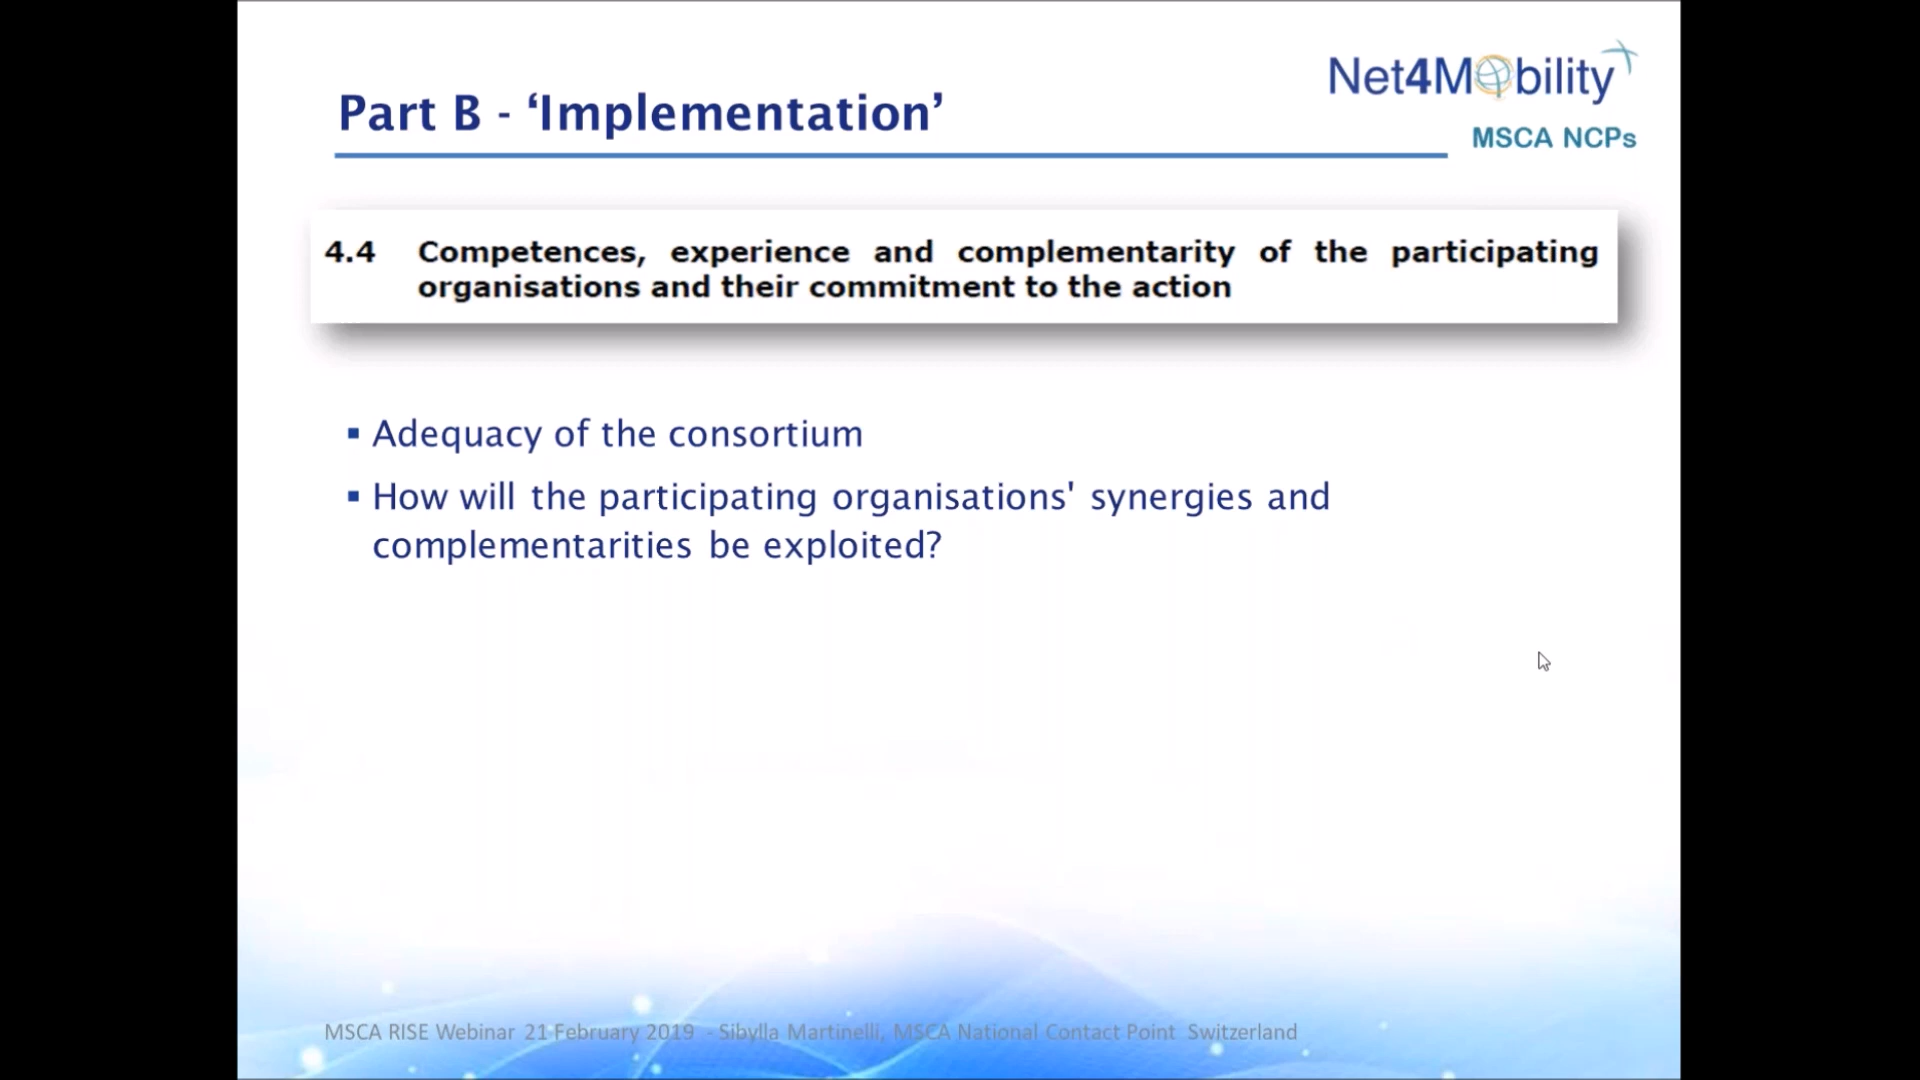 Net4Mobility
Part B - ‘Implementation’
MSCA NCPs
4.4 Competences, experience and complementarity of the participating
organisations and their commitment to the action
▪ Adequacy of the consortium
▪ How will the participating organisations' synergies and
complementarities be exploited?
MSCA RISE Webinar 21 February 2019 - Sibylla Martinelli, MSCA National Contact Point Switzerland